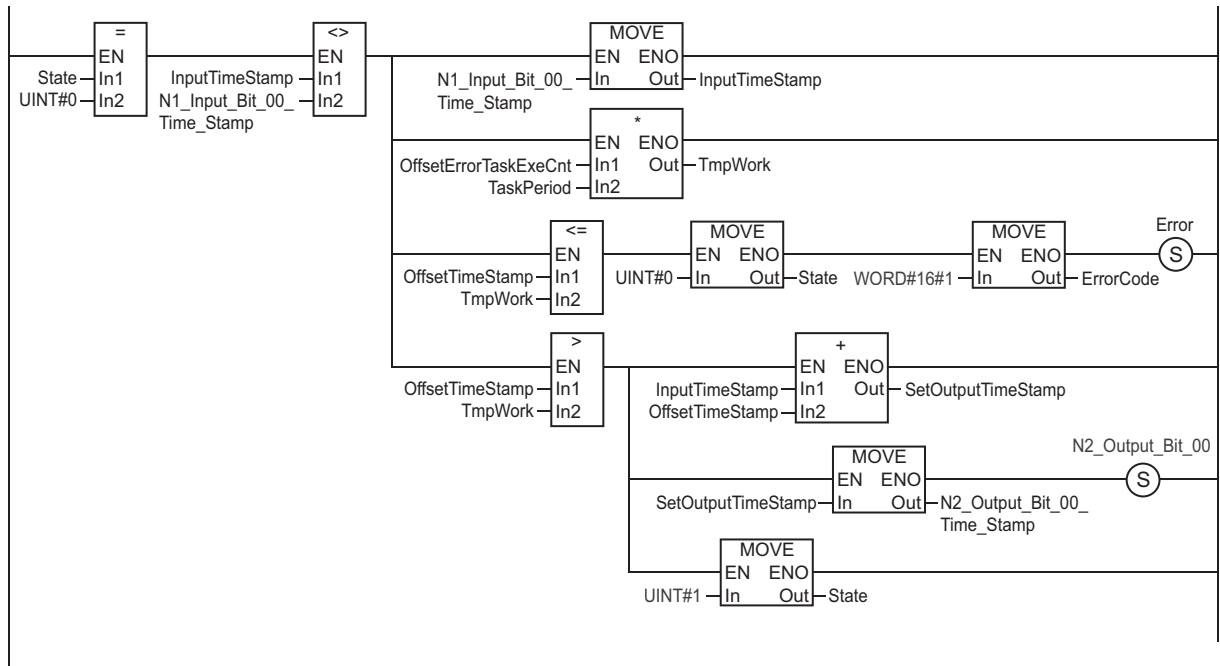 = <> MOVE
EN EN EN ENO
State In1 InputTimeStamp In1 N1_Input_Bit_00_ In Out InputTimeStamp
UINT#0 In2 N1_Input_Bit_00_ In2 Time_Stamp
Time_Stamp
*
EN ENO
OffsetErrorTaskExeCnt In1 Out TmpWork
TaskPeriod In2
<= MOVE MOVE Error
EN EN ENO EN ENO S
OffsetTimeStamp In1 UINT#0 In Out State WORD#16#1 In Out ErrorCode
TmpWork In2
> +
EN EN ENO
OffsetTimeStamp In1 InputTimeStamp In1 Out SetOutputTimeStamp
TmpWork In2 OffsetTimeStamp In2
MOVE N2_Output_Bit_00
EN ENO S
SetOutputTimeStamp In Out N2_Output_Bit_00_
Time_Stamp
MOVE
EN ENO
UINT#1 In Out State